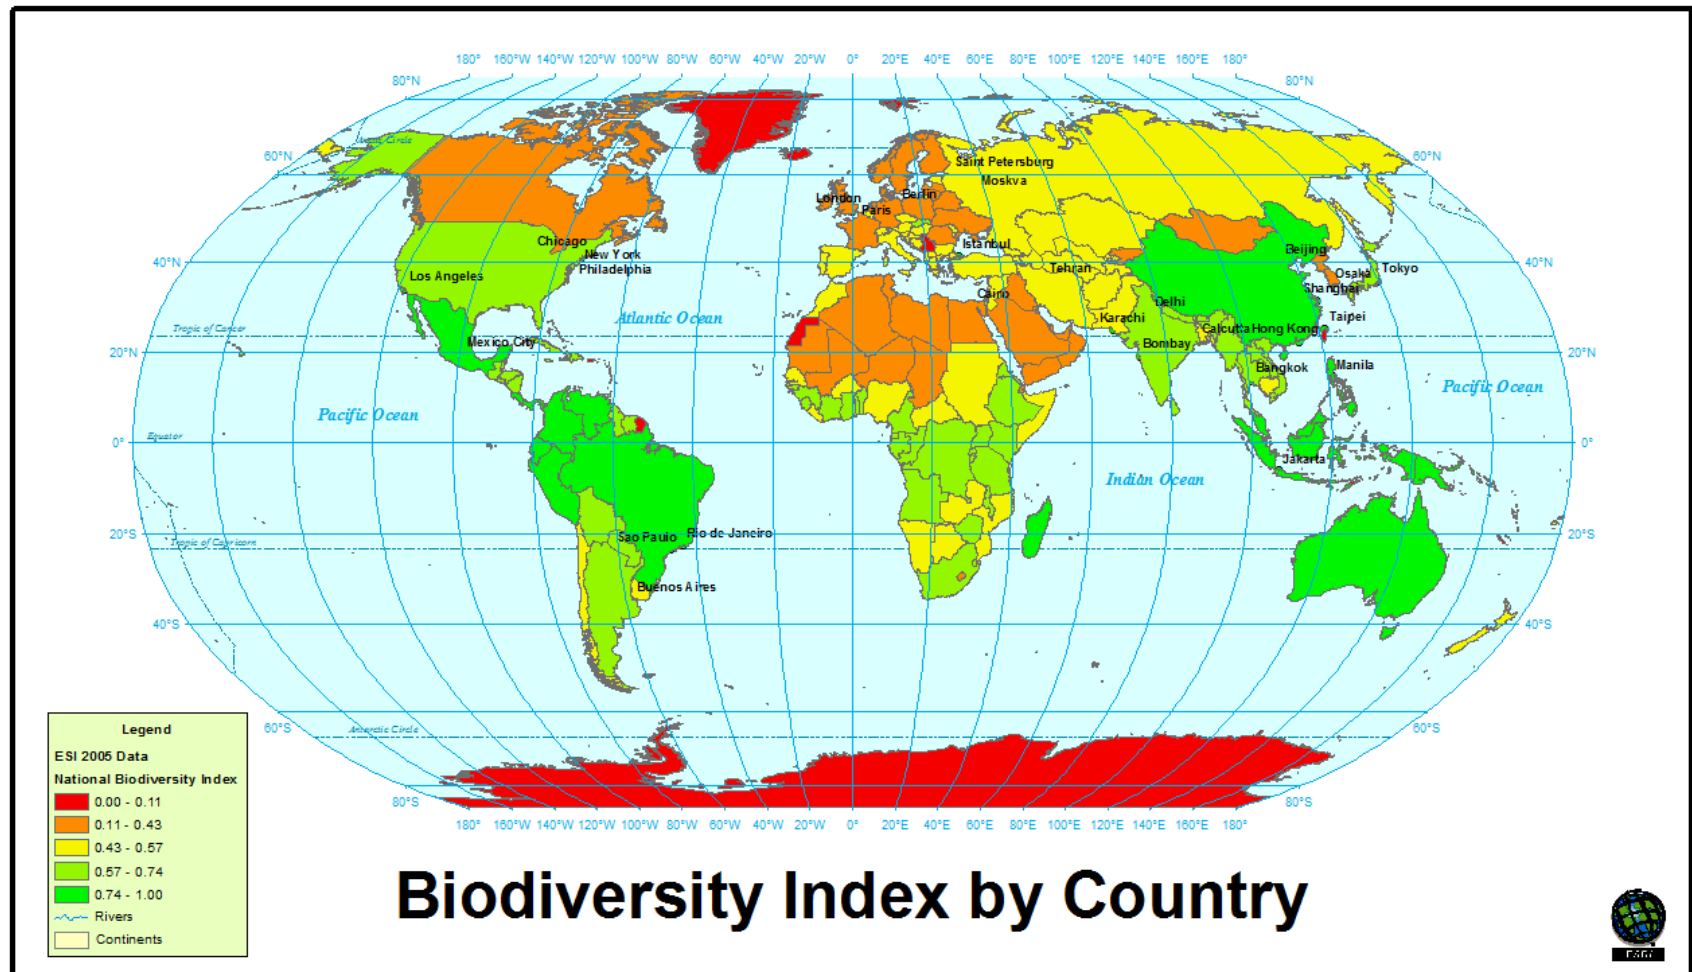 180° 160°W 140°W 120°W 100°W 80°W 60°W 40°W 20°W 0° 20°E 40°E 60°E 80°E 100°E 120°E 140°E 160°E 180°
80°N 80°N
Arctic Circle
60°N 60°N
Saint Petersburg
Moskva
London
Berlin
Paris
Chicago
New York
Philadelphia
Istanbul
Beijing
40°N 40°N
Los Angeles
Tehran
Osaka
Tokyo
Cairo
Shanghai
Delhi
Atlantic Ocean
Karachi
Taipei
Tropic of Cancer
Calcutta
Hong Kong
Mexico City
Bombay
20°N 20°N
Bangkok
Manila
Pacific Ocean
Pacific Ocean
Equator
0° 0°
Jakarta
Indian Ocean
20°S 20°S
Sao Paulo
Rio de Janeiro
Tropic of Capricorn
Buenos Aires
40°S 40°S
60°S 60°S
Antarctic Circle
80°S 80°S
180° 160°W 140°W 120°W 100°W 80°W 60°W 40°W 20°W 0° 20°E 40°E 60°E 80°E 100°E 120°E 140°E 160°E 180°
Legend
ESI 2005 Data
National Biodiversity Index
0.00 - 0.11
0.11 - 0.43
0.43 - 0.57
0.57 - 0.74
0.74 - 1.00
Rivers
Continents
Biodiversity Index by Country
ESRI